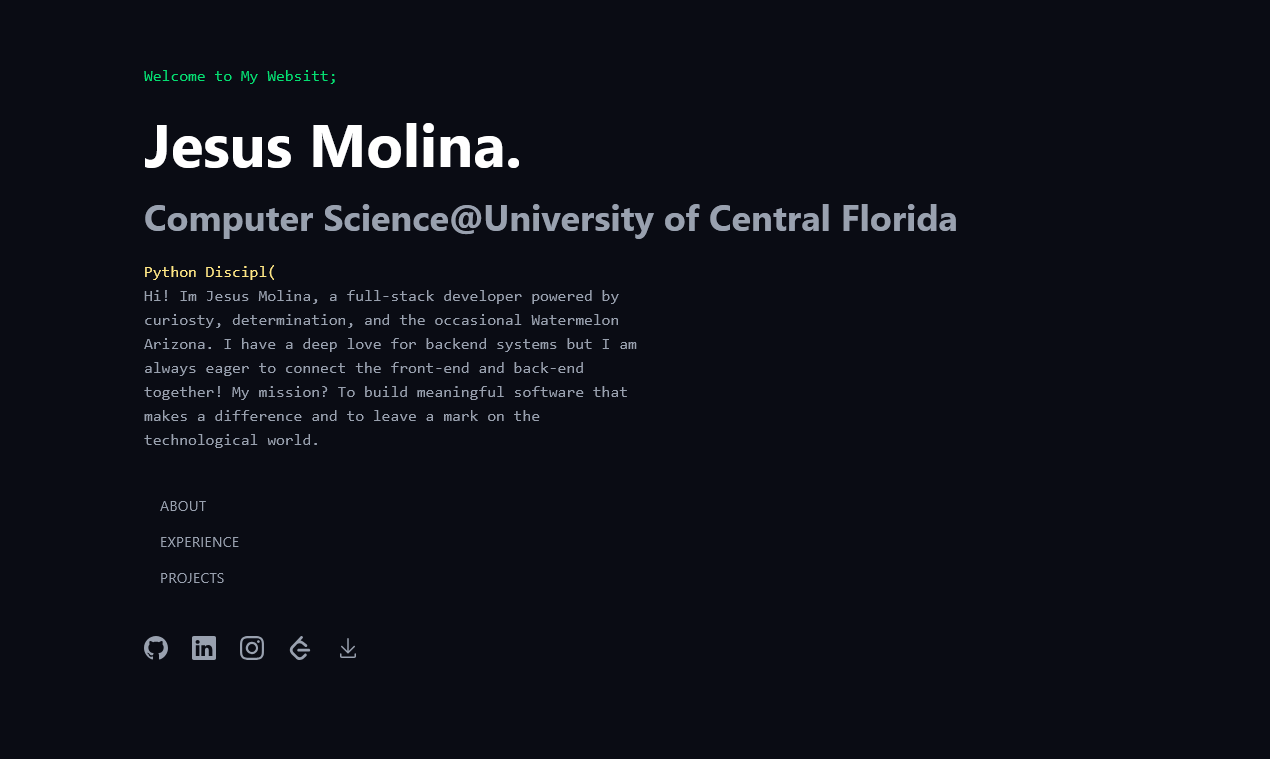 Welcome to My Websitt;
Jesus Molina.
Computer Science@University of Central Florida
Python Discipl(
Hi! Im Jesus Molina, a full-stack developer powered by
curiosty, determination, and the occasional Watermelon
Arizona. I have a deep love for backend systems but I am
always eager to connect the front-end and back-end
together! My mission? To build meaningful software that
makes a difference and to leave a mark on the
technological world.
ABOUT
EXPERIENCE
PROJECTS
in